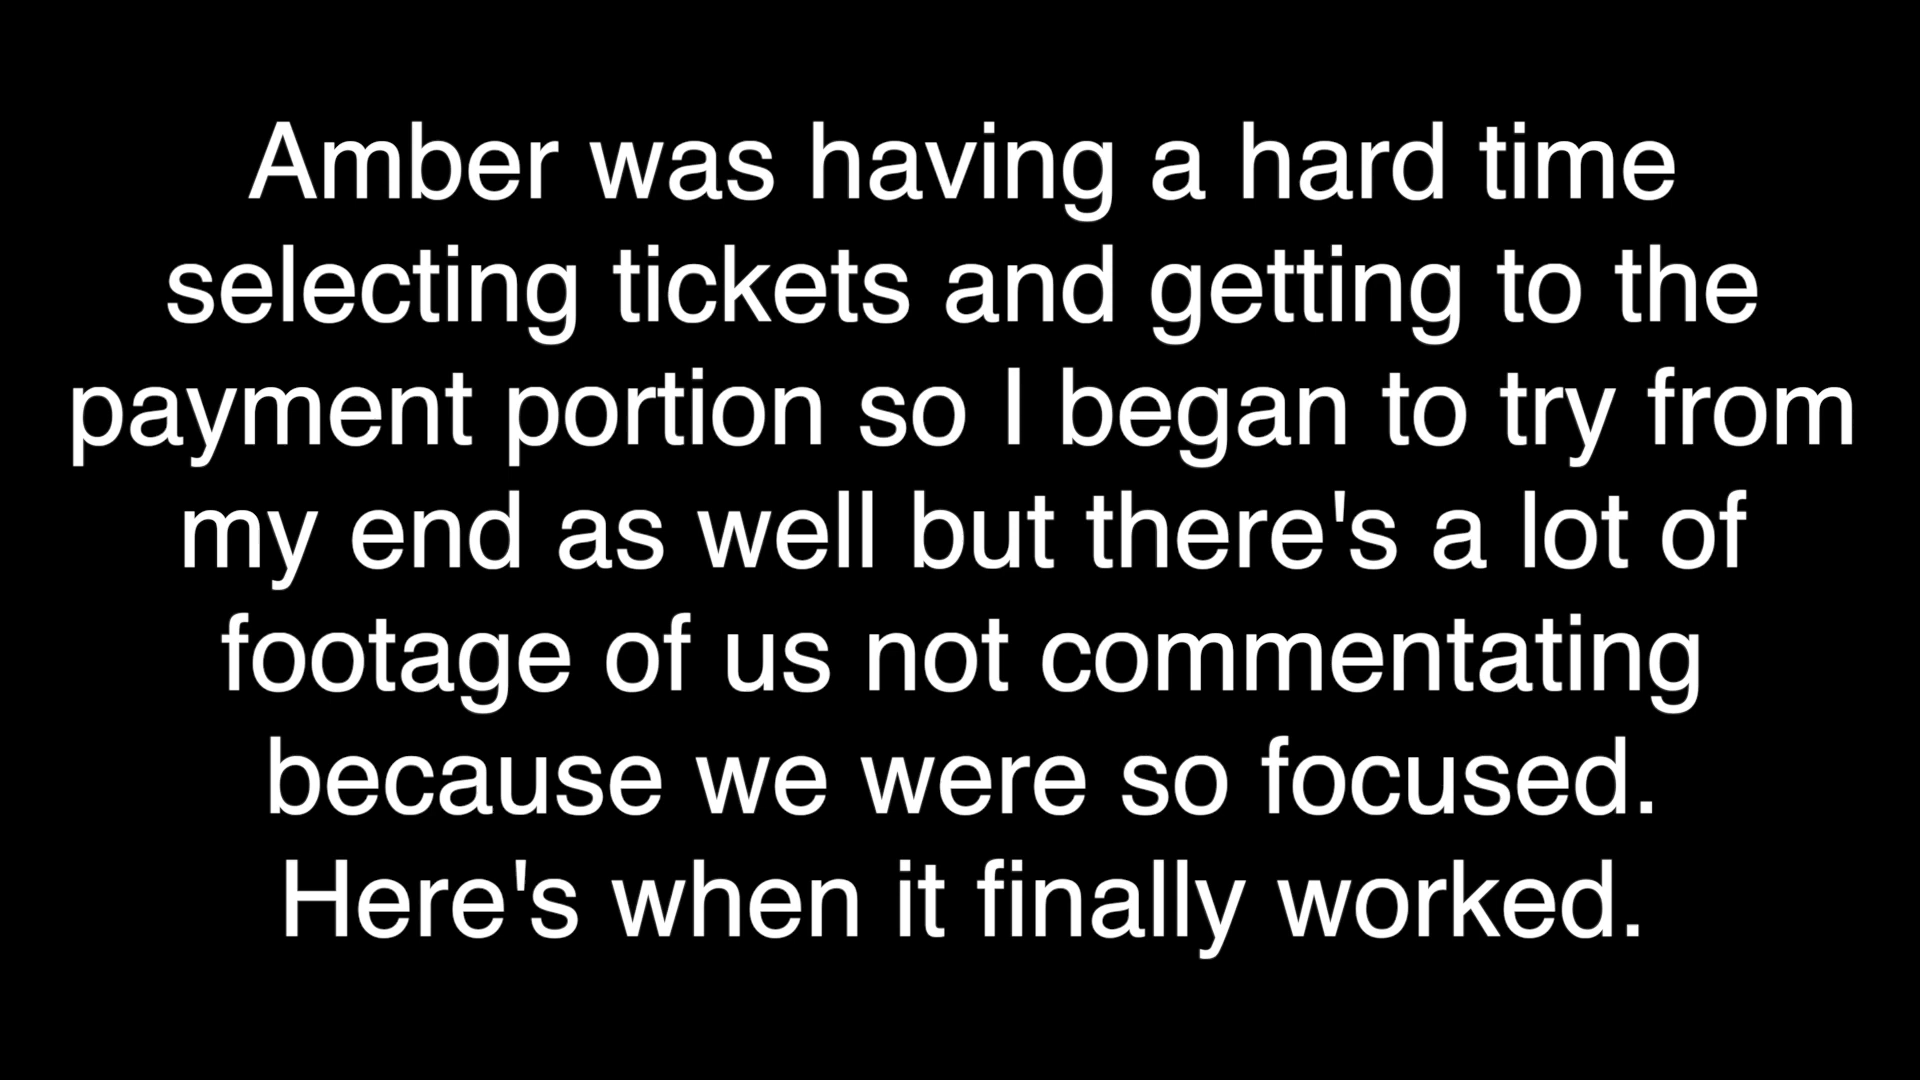 Amber was having a hard time
selecting tickets and getting to the
payment portion so I began to try from
my end as well but there's a lot of
footage of us not commentating
because we were so focused.
Here's when it finally worked.